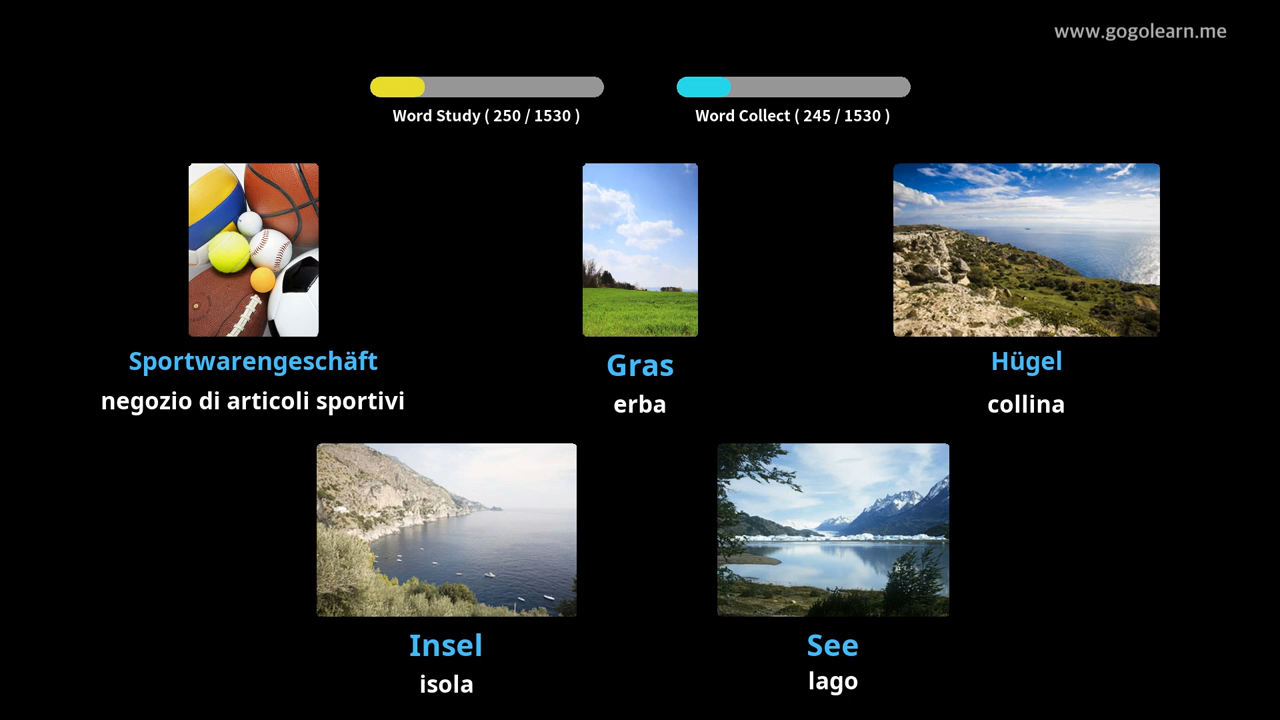 www.gogolearn.me
Word Study ( 250 / 1530 )
Word Collect ( 245 / 1530 )
Sportwarengeschäft
negozio di articoli sportivi
Gras
erba
Hügel
collina
Insel
isola
See
lago